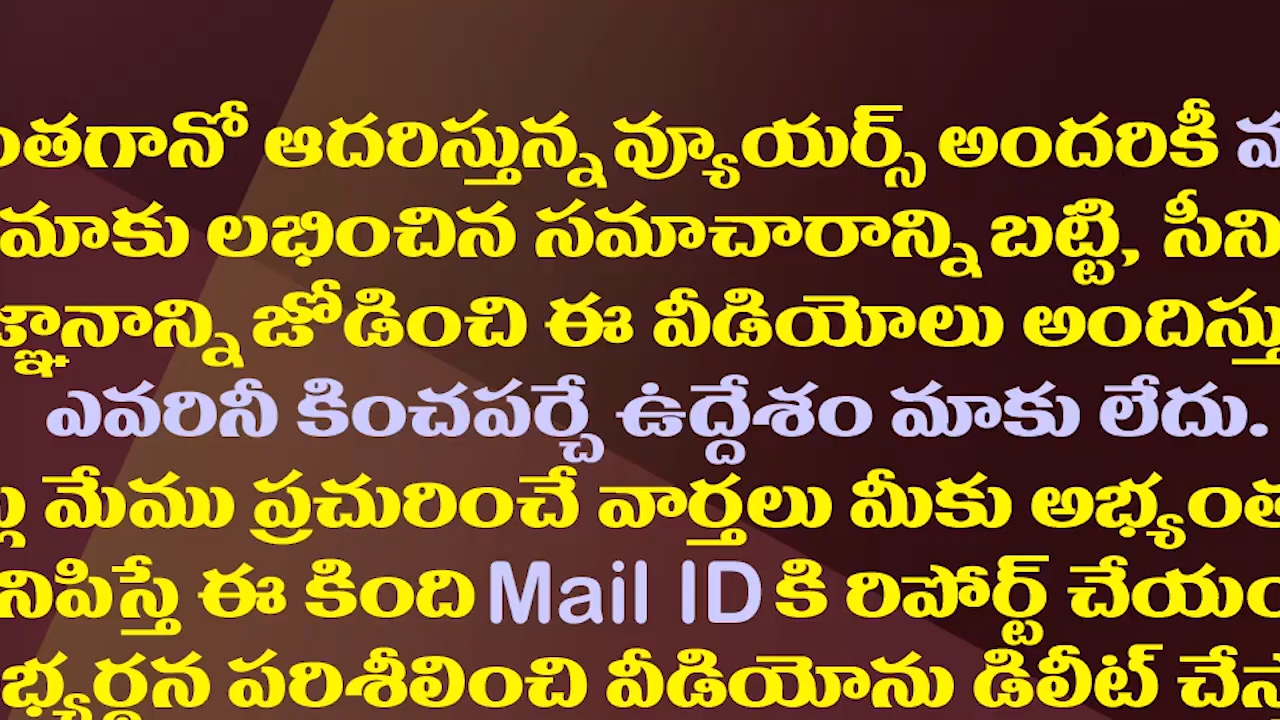 ంతగానో ఆదరిస్తున్న వ్యూయర్స్ అందరికీ
మాకు లభించిన సమాచారాన్ని బట్టి, సీని
జ్ఞానాన్ని జోడించి ఈ వీడియోలు అందిస్తు
ఎవరినీ కించపర్చే ఉద్దేశం మాకు లేదు.
మేము ప్రచురించే వార్తలు మీకు అభ్యంత
నిపిస్తే ఈ కింది Mail ID కి రిపోర్ట్ చేయం
భ్యర్థన పరిశీలించి వీడియోను డిలీట్ చేస